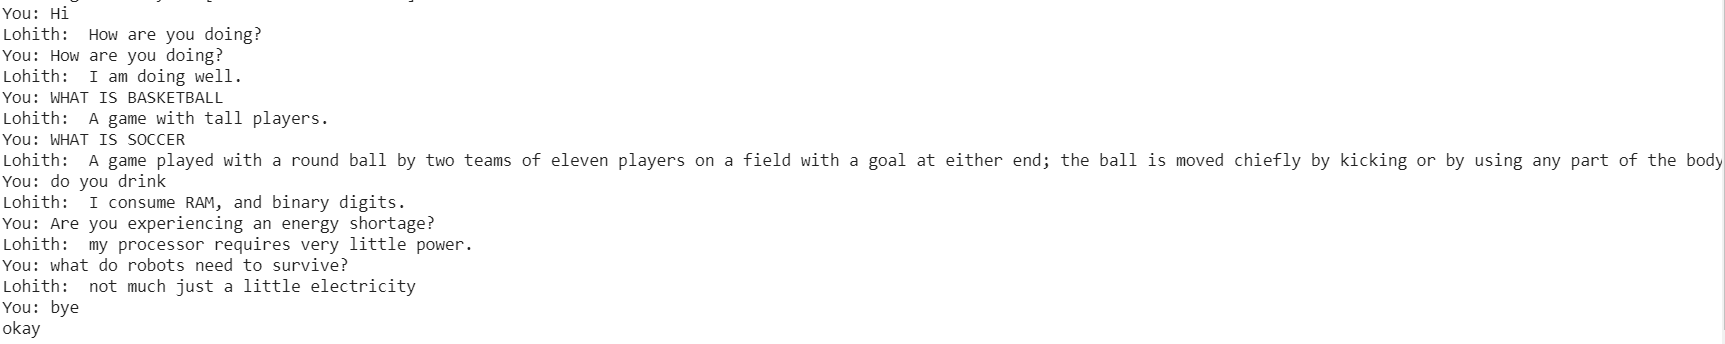 You: Hi
Lohith:  How are you doing?
You: How are you doing?
Lohith:  I am doing well.
You: WHAT IS BASKETBALL
Lohith:  A game with tall players.
You: WHAT IS SOCCER
Lohith:  A game played with a round ball by two teams of eleven players on a field with a goal at either end; the ball is moved chiefly by kicking or by using any part of the body
You: do you drink
Lohith:  I consume RAM, and binary digits.
You: Are you experiencing an energy shortage?
Lohith:  my processor requires very little power.
You: what do robots need to survive?
Lohith:  not much just a little electricity
You: bye
okay